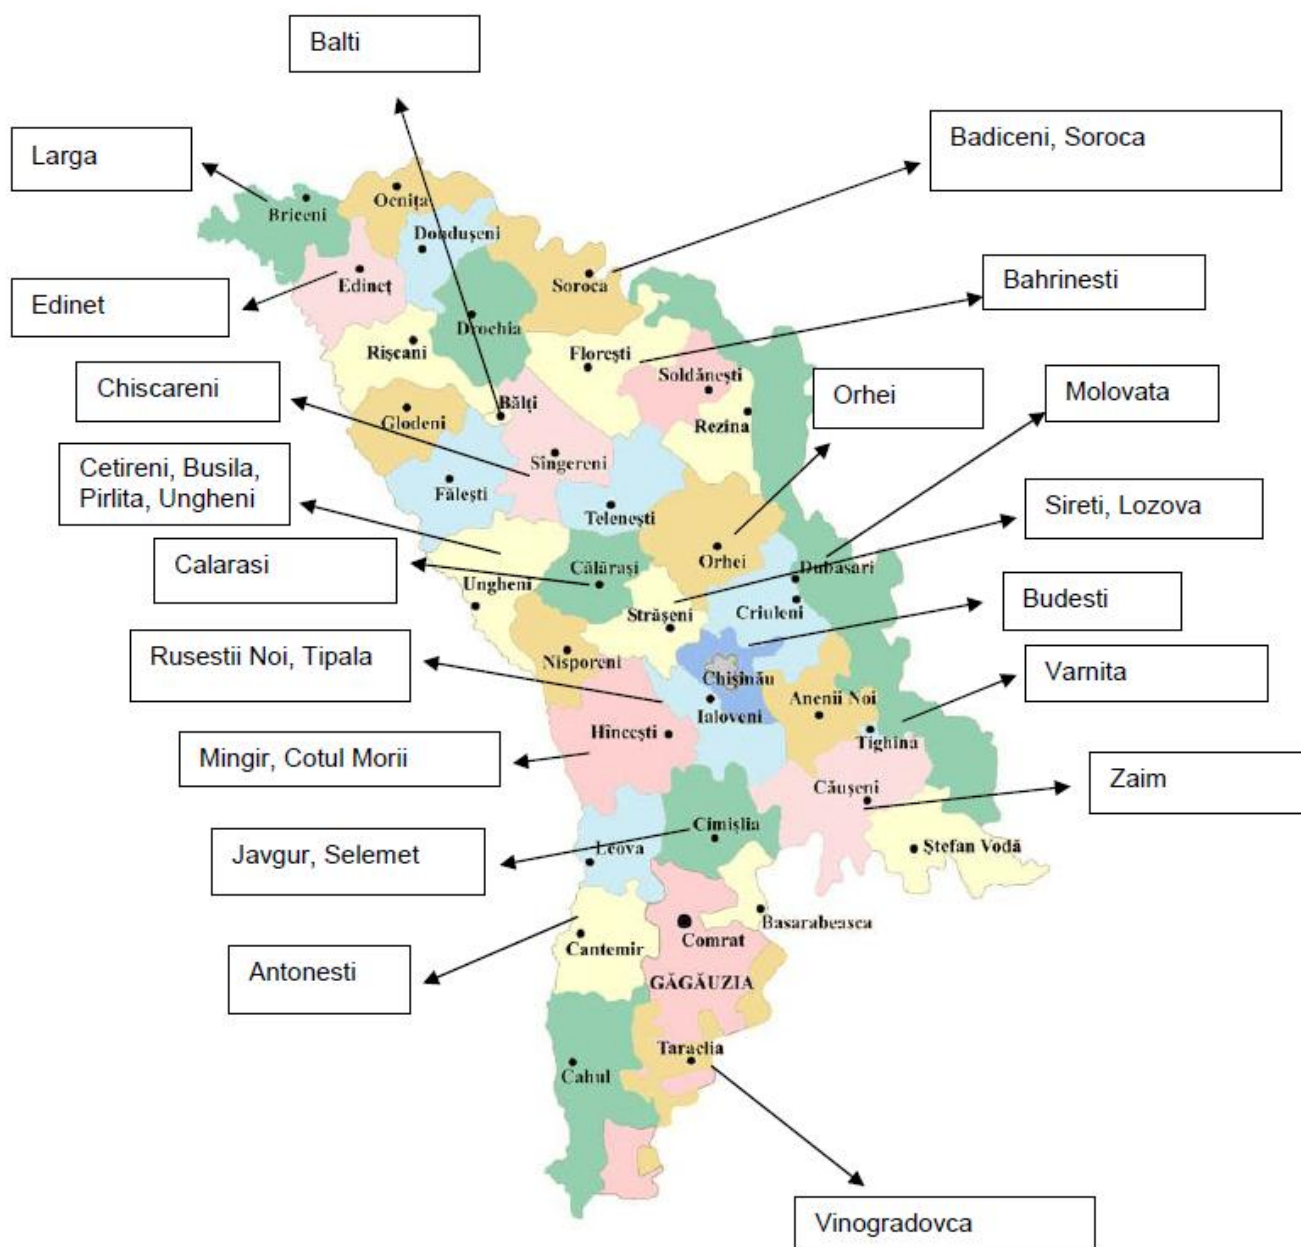 Balti
Badiceni, Soroca
Larga
Ocnița
Briceni
Dondușeni
Bahrinesti
Edineț
Soroca
Edinet
Drochia
Rîșcani
Florești
Chiscareni
Soldănești
Orhei
Molovata
Bălți
Glodeni
Rezina
Cetireni, Busila,
Pirlita, Ungheni
Sîngereni
Fălești
Telenești
Sireti, Lozova
Calarasi
Orhei
Dubasari
Călărași
Ungheni
Criuleni
Budesti
Strășeni
Rusestii Noi, Tipala
Nisporeni
Chișinău
Varnita
Anenii Noi
Ialoveni
Hîncești
Tighina
Mingir, Cotul Morii
Zaim
Căușeni
Cimișlia
Javgur, Selemet
Leova
Ștefan Vodă
Basarabeasca
Comrat
Cantemir
Antonesti
GĂGĂUZIA
Taraclia
Cahul
Vinogradovca